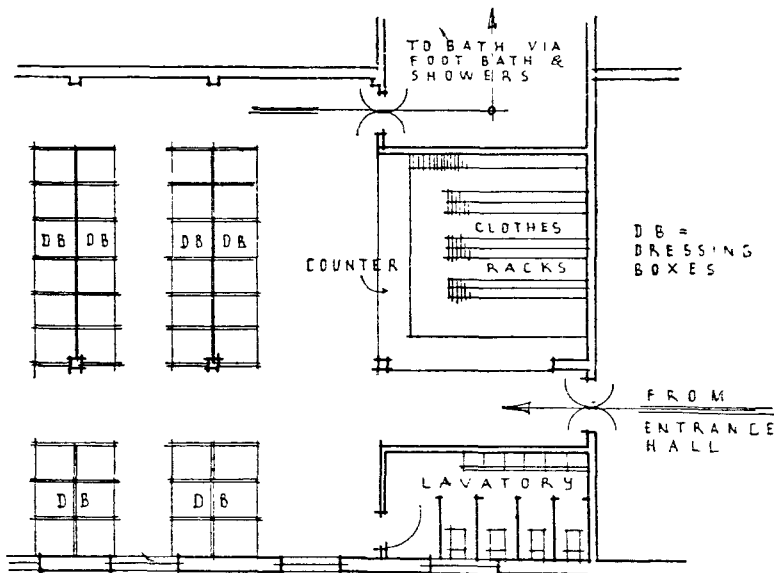 TO BATH VIA
FOOT BATH &
SHOWERS
DB DB
DB DB
CLOTHES
RACKS
COUNTER
DB =
DRESSING
BOXES
FROM
ENTRANCE
HALL
LAVATORY
DB
DB